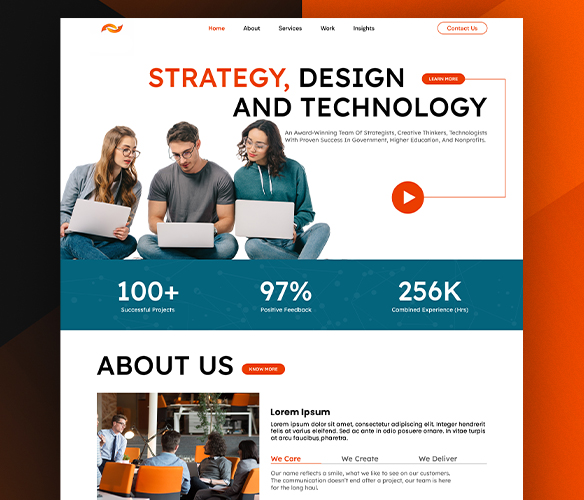 Home About Services Work Insights Contact Us
STRATEGY, DESIGN LEARN MORE
AND TECHNOLOGY
An Award-Winning Team Of Strategists, Creative Thinkers, Technologists
With Proven Success In Government, Higher Education, And Nonprofits.
100+ 97% 256K
Successful Projects Positive Feedback Combined Experience (Hrs)
ABOUT US KNOW MORE
Lorem Ipsum
Lorem ipsum dolor sit amet, consectetur adipiscing elit. Integer hendrerit
felis at varius eleifend. Sed ac ante in odio posuere ornare. In vitae turpis
at arcu faucibus pharetra.
We Care We Create We Deliver
Our name reflects a smile, what we like to see on our customers.
The communication doesn't end after a project, our team is here
for the long haul.